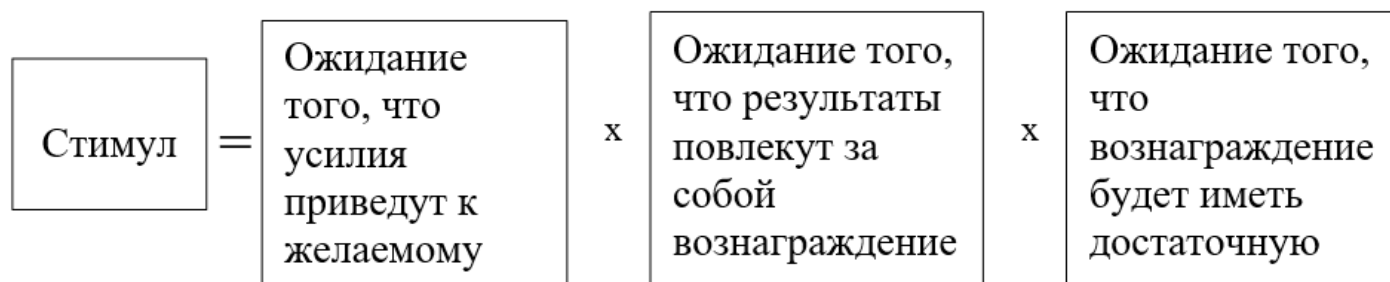 Стимул
=
Ожидание
того, что
усилия
приведут к
желаемому
х
Ожидание того,
что результаты
повлекут за
собой
вознаграждение
х
Ожидание того,
что
вознаграждение
будет иметь
достаточную